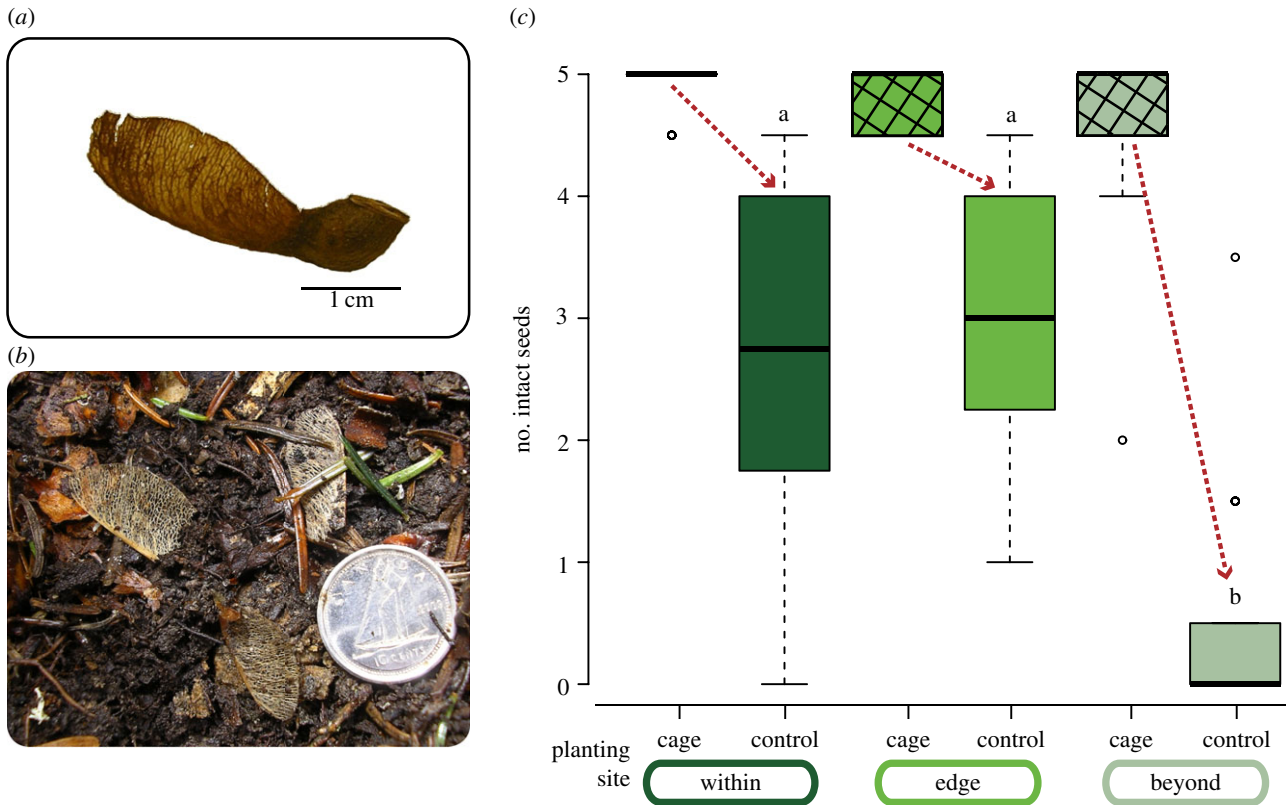 (a)
1 cm
(b)
(c)
no. intact seeds
5
4
3
2
1
0
a
a
b
planting site
cage
control
cage
control
cage
control
within
edge
beyond